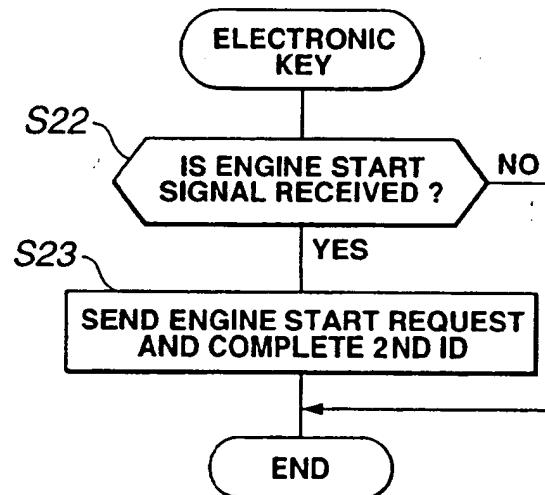 ELECTRONIC
KEY
S22
IS ENGINE START
SIGNAL RECEIVED ?
NO
YES
S23
SEND ENGINE START REQUEST
AND COMPLETE 2ND ID
END